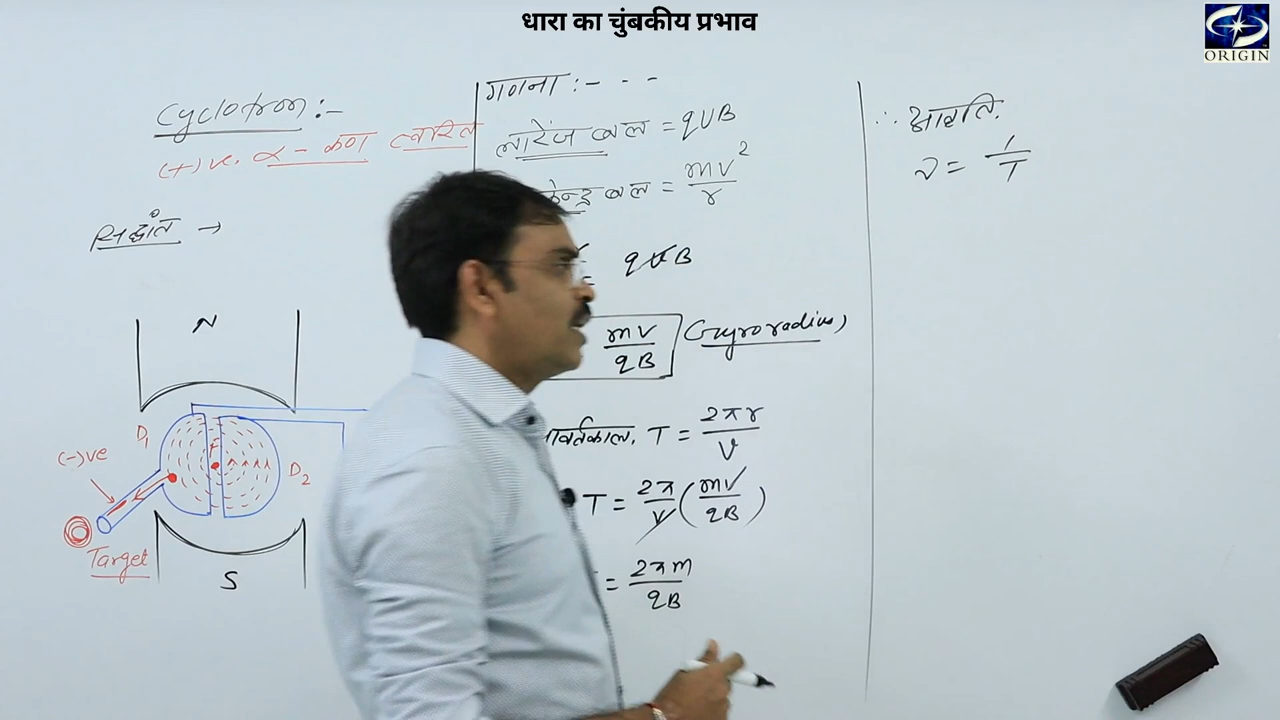 धारा का चुंबकीय प्रभाव
ORIGIN
Cyclotron :-
(+)ve. α - कण त्वरित
सिद्धांत →
N
D₁
F
D₂
(-)ve
Target
S
गणना :- - - -
लारेंज बल = qVB
केन्द्र बल = mv²/r
= qVB
mv/qB (Gyroradius)
आवर्तकाल. T = 2πr/V
T = 2π/V (mV/qB)
= 2πm/qB
∴ आवृति.
ν = 1/T